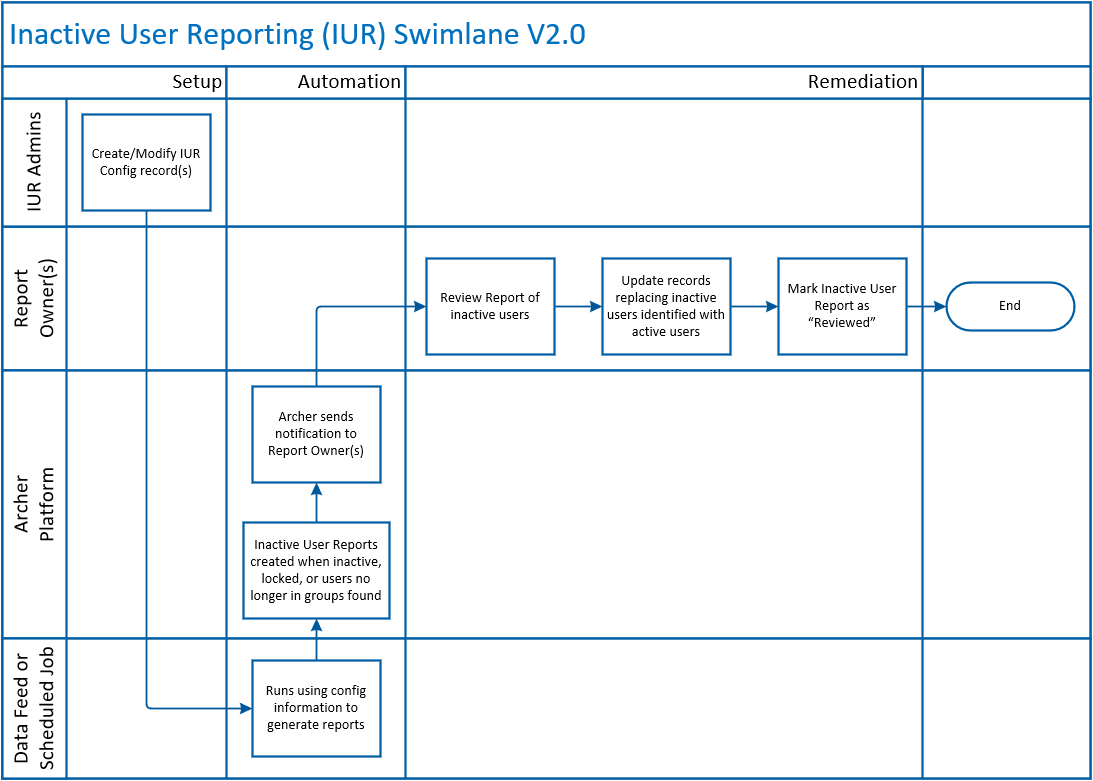 Inactive User Reporting (IUR) Swimlane V2.0
Setup
Automation
Remediation
IUR Admins
Create/Modify IUR
Config record(s)
Report
Owner(s)
Review Report of
inactive users
Update records
replacing inactive
users identified with
active users
Mark Inactive User
Report as
“Reviewed”
End
Archer
Platform
Archer sends
notification to
Report Owner(s)
Inactive User Reports
created when inactive,
locked, or users no
longer in groups found
Data Feed or
Scheduled Job
Runs using config
information to
generate reports